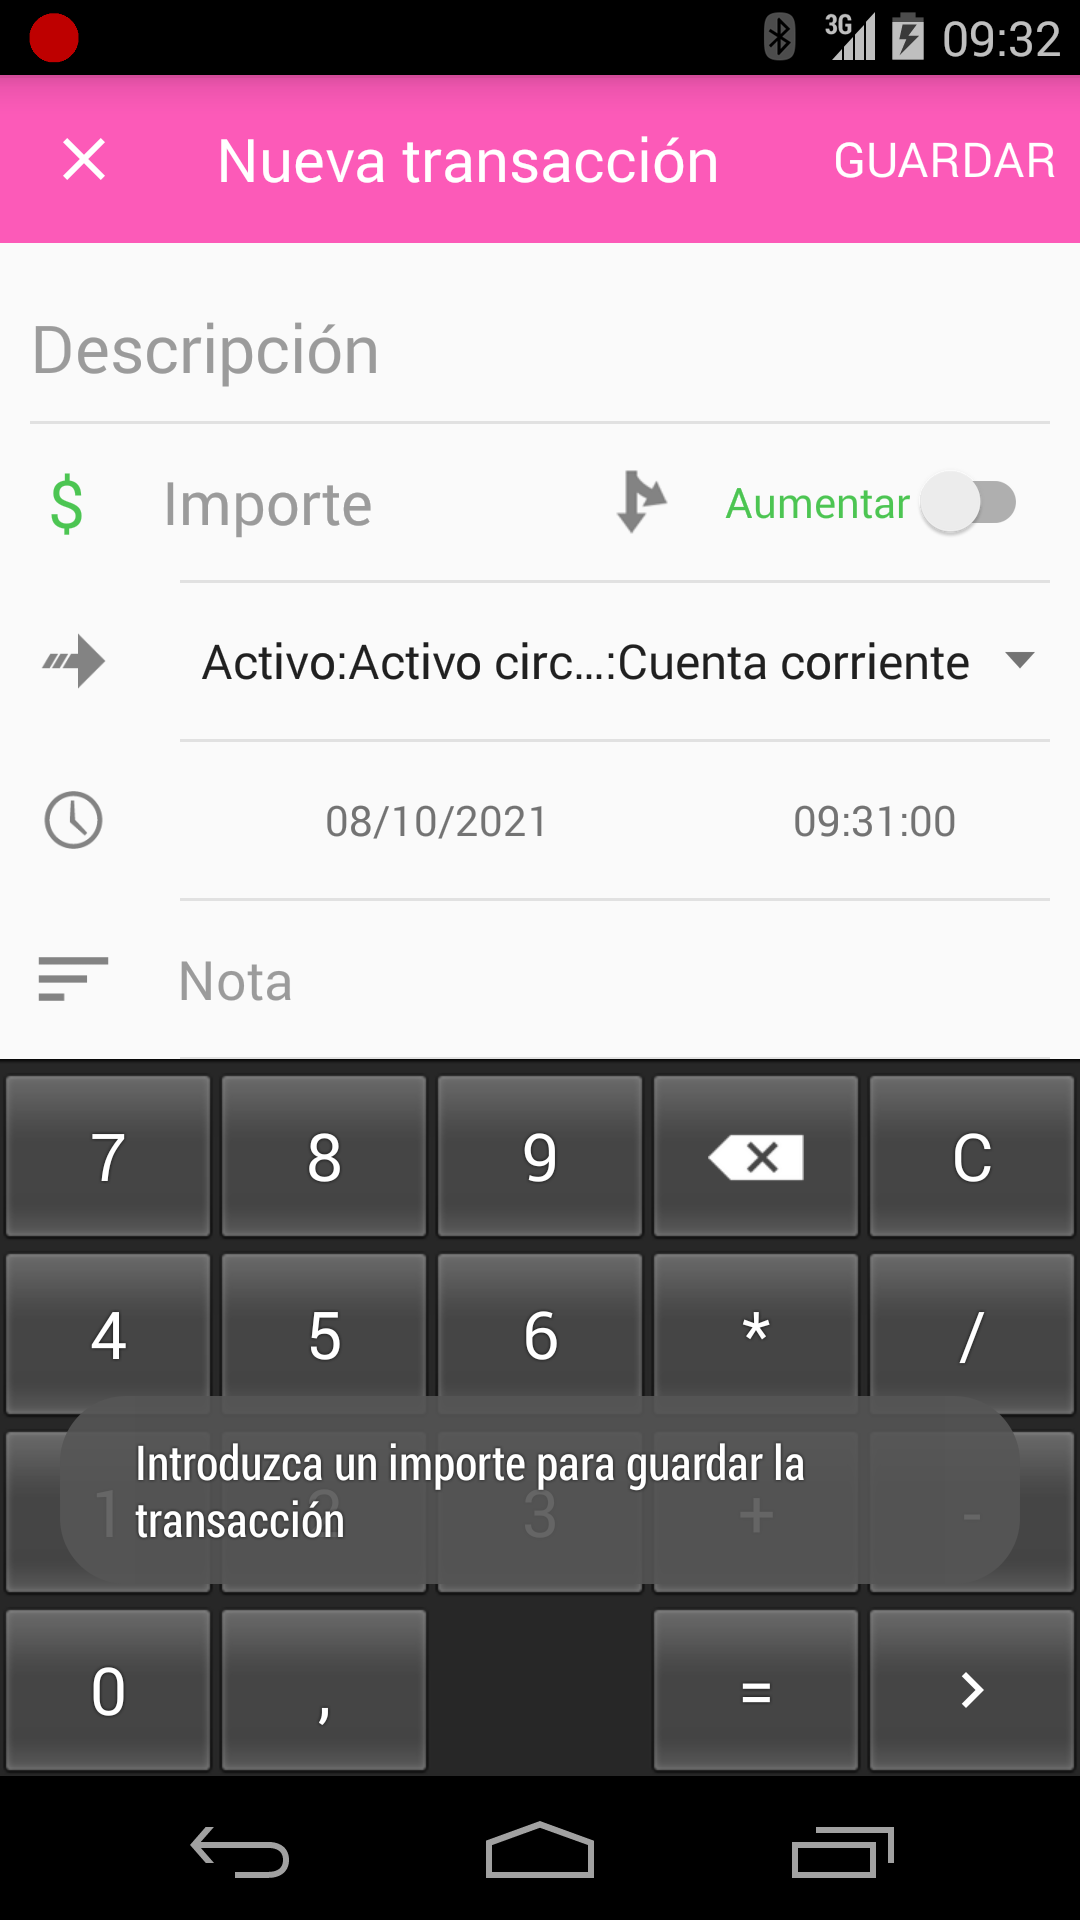 3G 09:32
Nueva transacción GUARDAR
Descripción
$ Importe Aumentar
Activo:Activo circ...:Cuenta corriente
08/10/2021 09:31:00
Nota
7 8 9 C
4 5 6 * /
1 2 3 + -
Introduzca un importe para guardar la
transacción
0 , = >